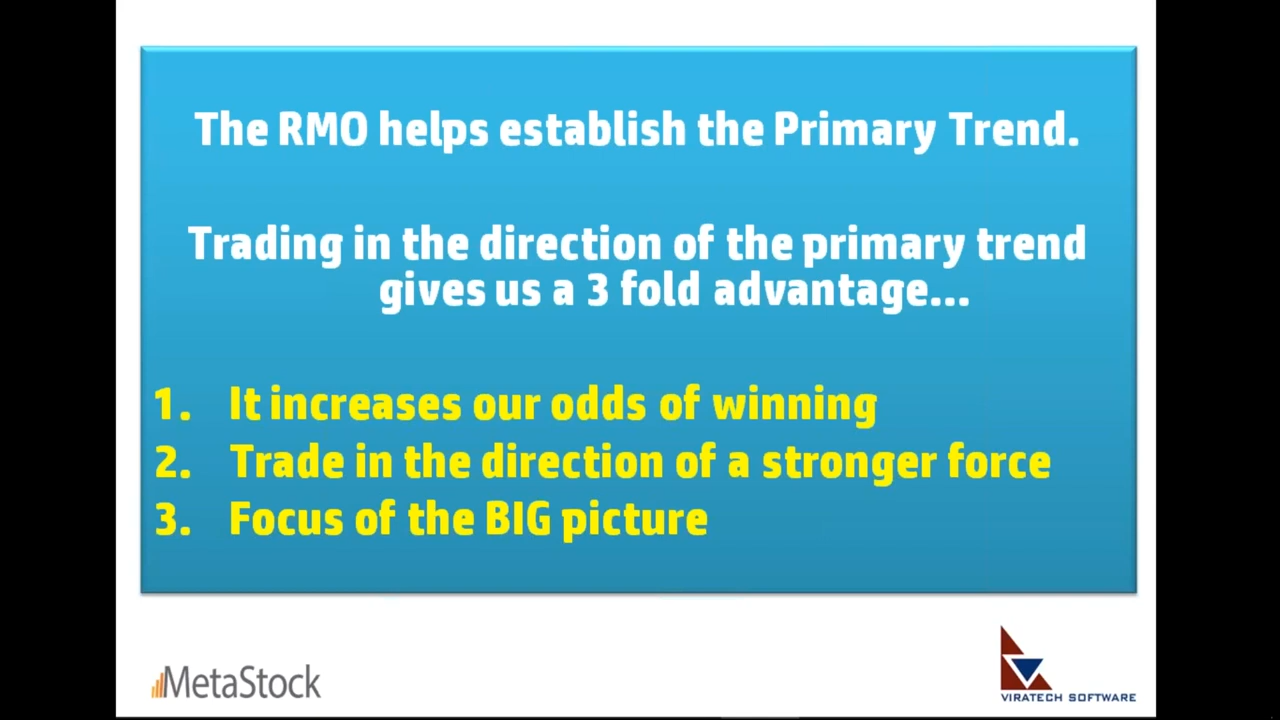 The RMO helps establish the Primary Trend.
Trading in the direction of the primary trend
gives us a 3 fold advantage...
1. It increases our odds of winning
2. Trade in the direction of a stronger force
3. Focus of the BIG picture
MetaStock
VIRATECH SOFTWARE